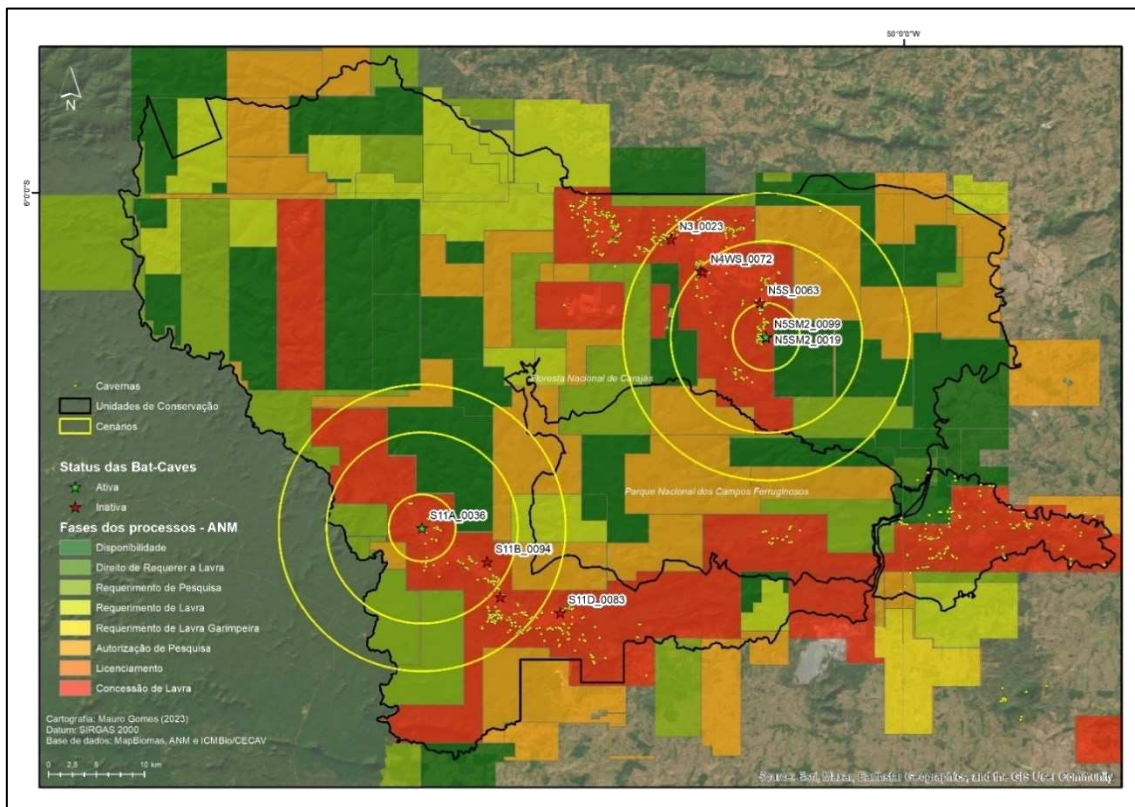 50°0'0"W
N
6°0'0"S
N3_0023
N4WS_0072
N5S_0063
N5SM2_0099
N5SM2_0019
Floresta Nacional de Carajás
Cavernas
Unidades de Conservação
Cenários
Parque Nacional dos Campos Ferruginosos
Status das Bat-Caves
Ativa
Inativa
S11A_0036
Fases dos processos - ANM
S11B_0094
Disponibilidade
Direito de Requerer a Lavra
S11D_0083
Requerimento de Pesquisa
Requerimento de Lavra
Requerimento de Lavra Garimpeira
Autorização de Pesquisa
Licenciamento
Concessão de Lavra
Cartografia: Mauro Gomes (2023)
Datum: SIRGAS 2000
Base de dados: MapBiomas, ANM e ICMBio/CECAV
0 2,5 5 10 km
Source: Esri, Maxar, Earthstar Geographics, and the GIS User Community